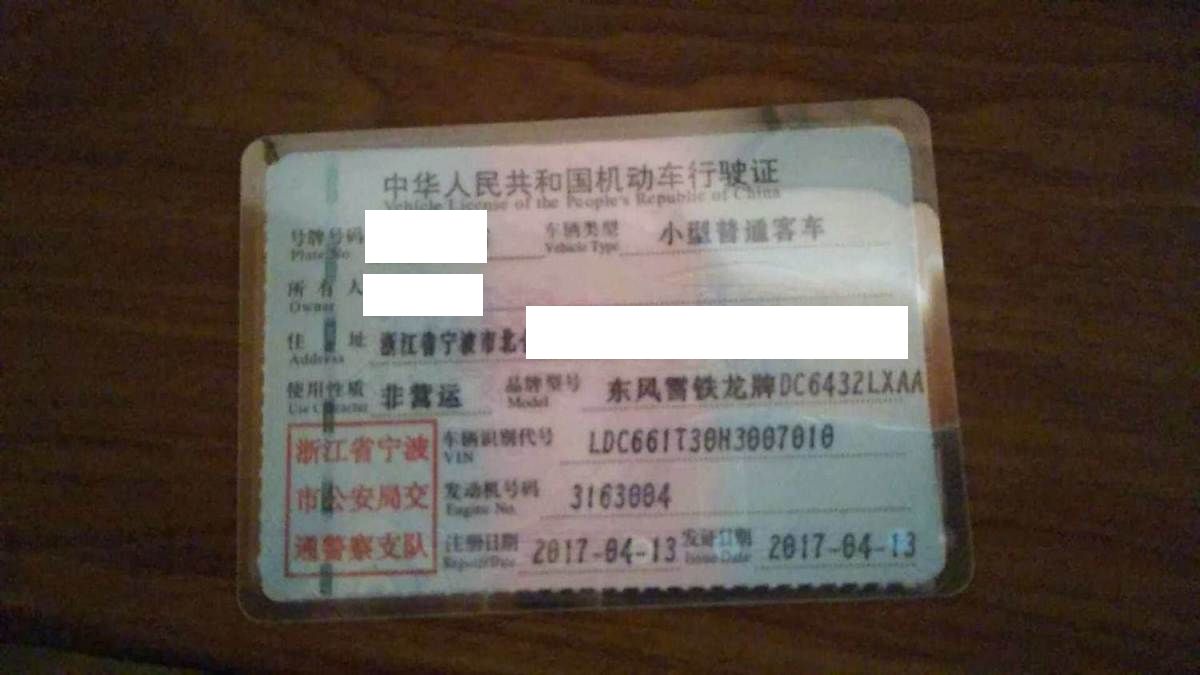 中华人民共和国机动车行驶证
Vehicle License of the People's Republic of China
号牌号码 车辆类型 小型普通客车
Plate No. Vehicle Type
所有人
Owner
住址 浙江省宁波市北
Address
使用性质 非营运 品牌型号 东风雪铁龙牌DC6432LXAA
Use Character Model
浙江省宁波 车辆识别代号 LDC661T30H3007010
VIN
市公安局交 发动机号码 3163004
Engine No.
通警察支队 注册日期 2017-04-13 发证日期 2017-04-13
Register Date Issue Date